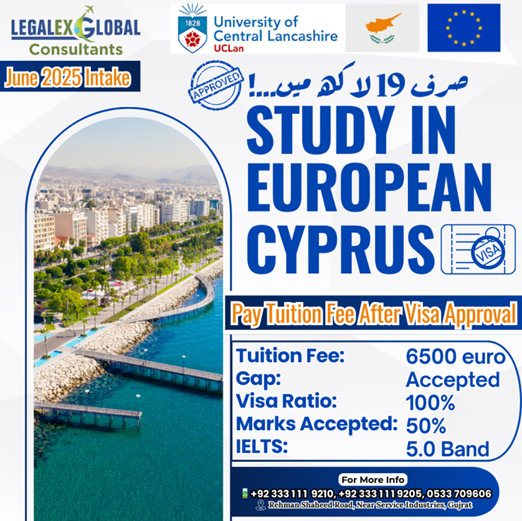 LEGALEX GLOBAL
Consultants
1828
University of
Central Lancashire
UCLan
June 2025 Intake
APPROVED
صرف 19 لاکھ میں...!
STUDY IN
EUROPEAN
CYPRUS
VISA
Pay Tuition Fee After Visa Approval
Tuition Fee: 6500 euro
Gap: Accepted
Visa Ratio: 100%
Marks Accepted: 50%
IELTS: 5.0 Band
For More Info
+92 333 111 9210, +92 333 111 9205, 0533 709606
Rehman Shaheed Road, Near Service Industries, Gujrat